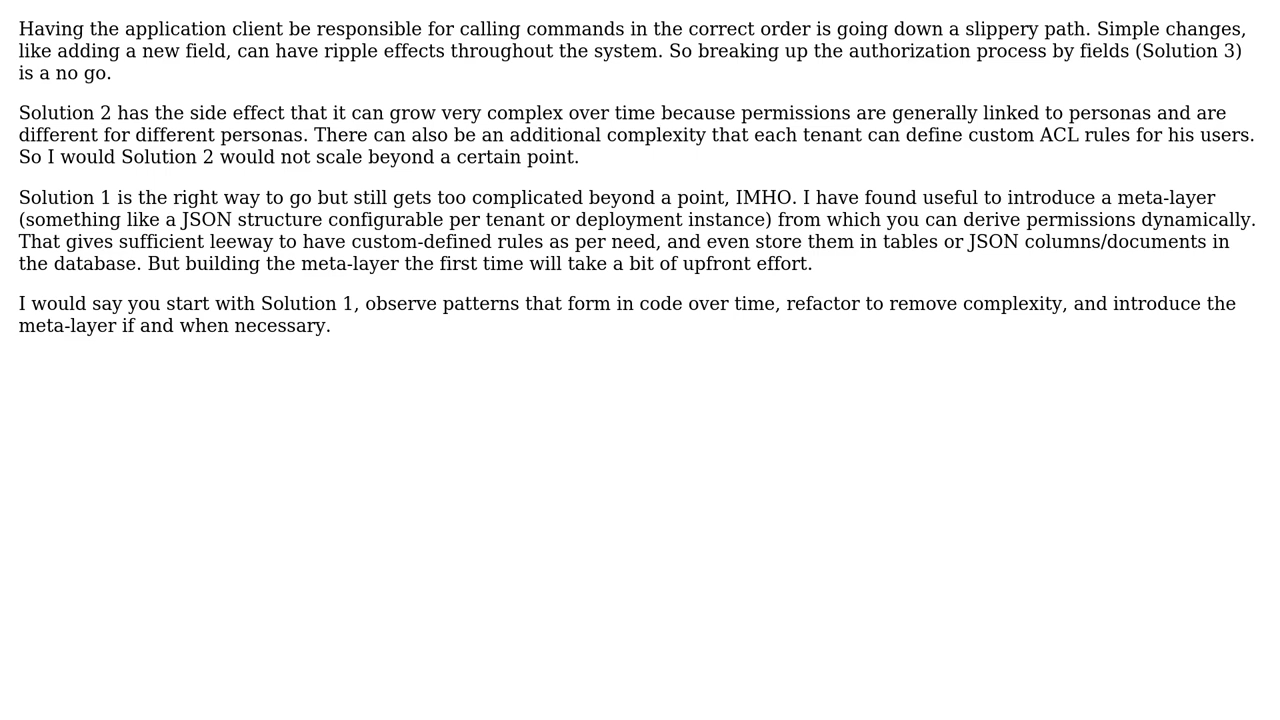 Having the application client be responsible for calling commands in the correct order is going down a slippery path. Simple changes,
like adding a new field, can have ripple effects throughout the system. So breaking up the authorization process by fields (Solution 3)
is a no go.
Solution 2 has the side effect that it can grow very complex over time because permissions are generally linked to personas and are
different for different personas. There can also be an additional complexity that each tenant can define custom ACL rules for his users.
So I would Solution 2 would not scale beyond a certain point.
Solution 1 is the right way to go but still gets too complicated beyond a point, IMHO. I have found useful to introduce a meta-layer
(something like a JSON structure configurable per tenant or deployment instance) from which you can derive permissions dynamically.
That gives sufficient leeway to have custom-defined rules as per need, and even store them in tables or JSON columns/documents in
the database. But building the meta-layer the first time will take a bit of upfront effort.
I would say you start with Solution 1, observe patterns that form in code over time, refactor to remove complexity, and introduce the
meta-layer if and when necessary.